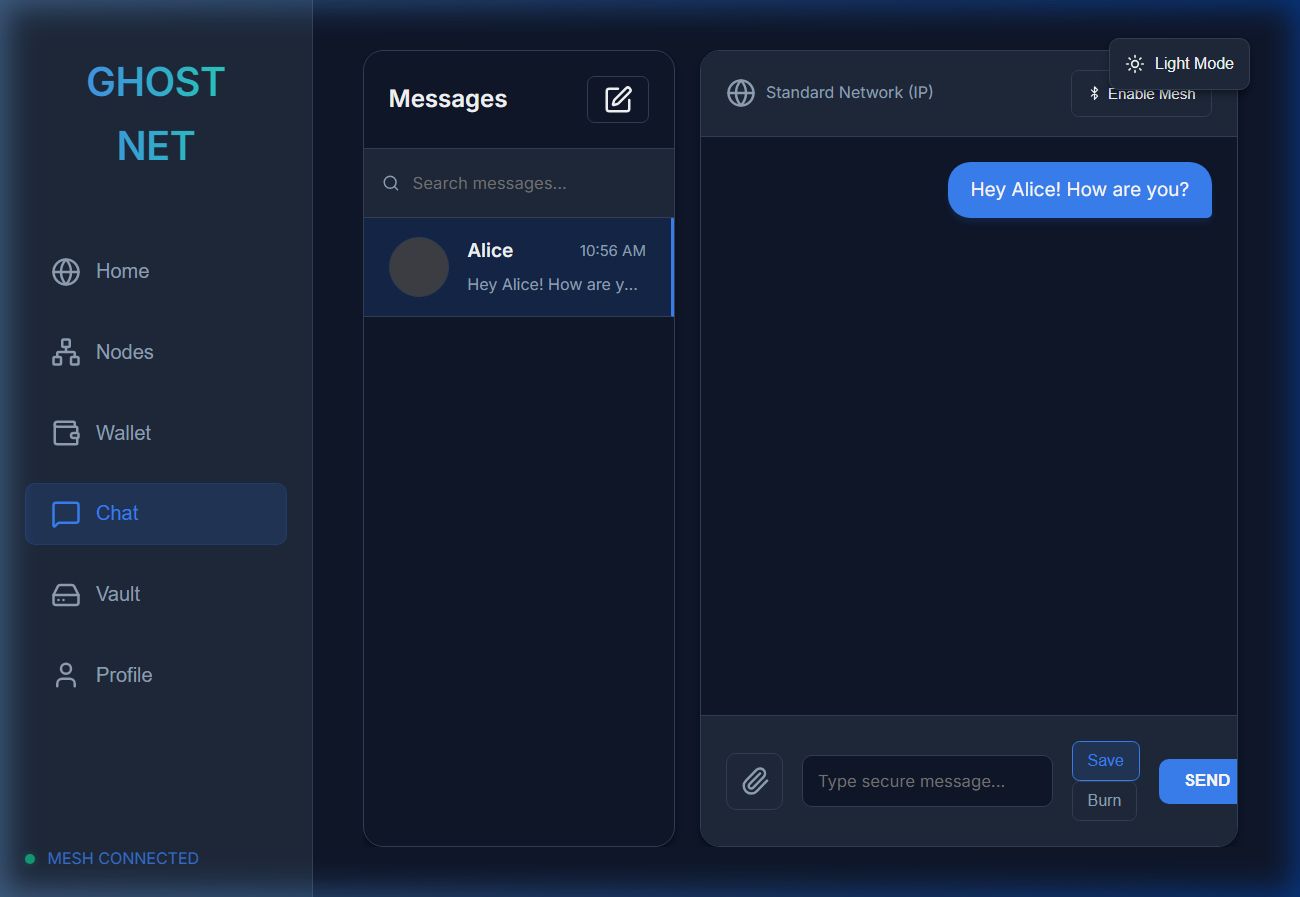 GHOST
NET
Home
Nodes
Wallet
Chat
Vault
Profile
MESH CONNECTED
Messages
Search messages...
Alice
10:56 AM
Hey Alice! How are y...
Standard Network (IP)
Light Mode
Enable Mesh
Hey Alice! How are you?
Type secure message...
Save
Burn
SEND